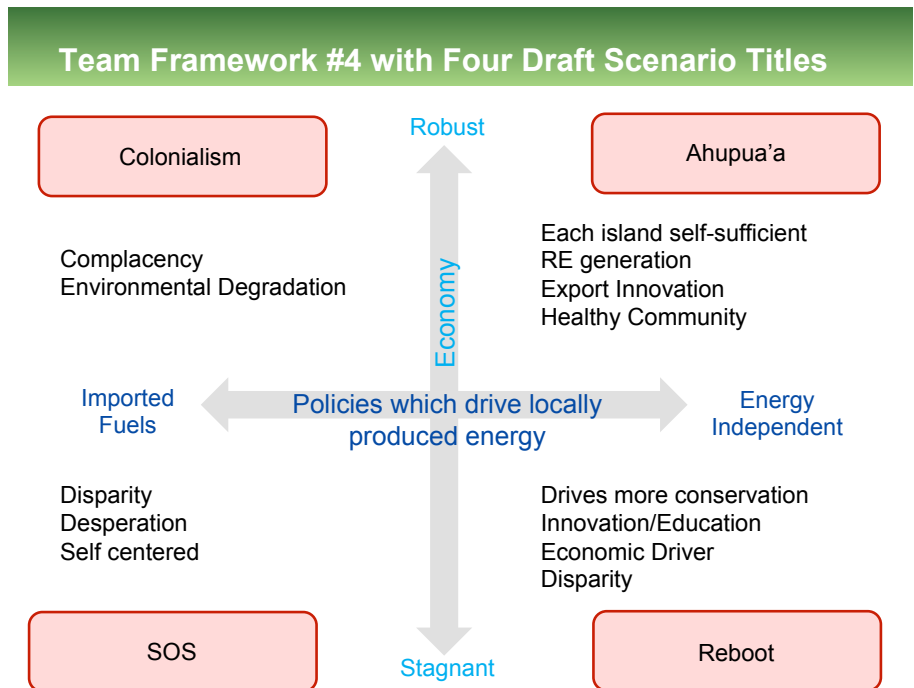 Team Framework #4 with Four Draft Scenario Titles
Robust
Colonialism
Ahupua’a
Complacency
Environmental Degradation
Each island self-sufficient
RE generation
Export Innovation
Healthy Community
Economy
Imported
Fuels
Policies which drive locally
produced energy
Energy
Independent
Disparity
Desperation
Self centered
Drives more conservation
Innovation/Education
Economic Driver
Disparity
SOS
Stagnant
Reboot